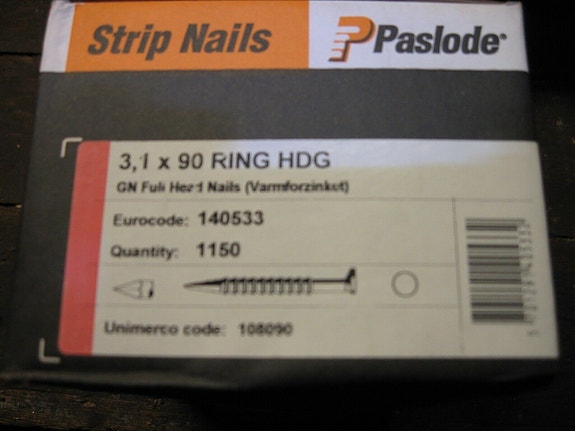 Strip Nails
Paslode®
3,1 x 90 RING HDG
GN Full Head Nails (Varmforzinket)
Eurocode: 140533
Quantity: 1150
Unimerco code: 108090